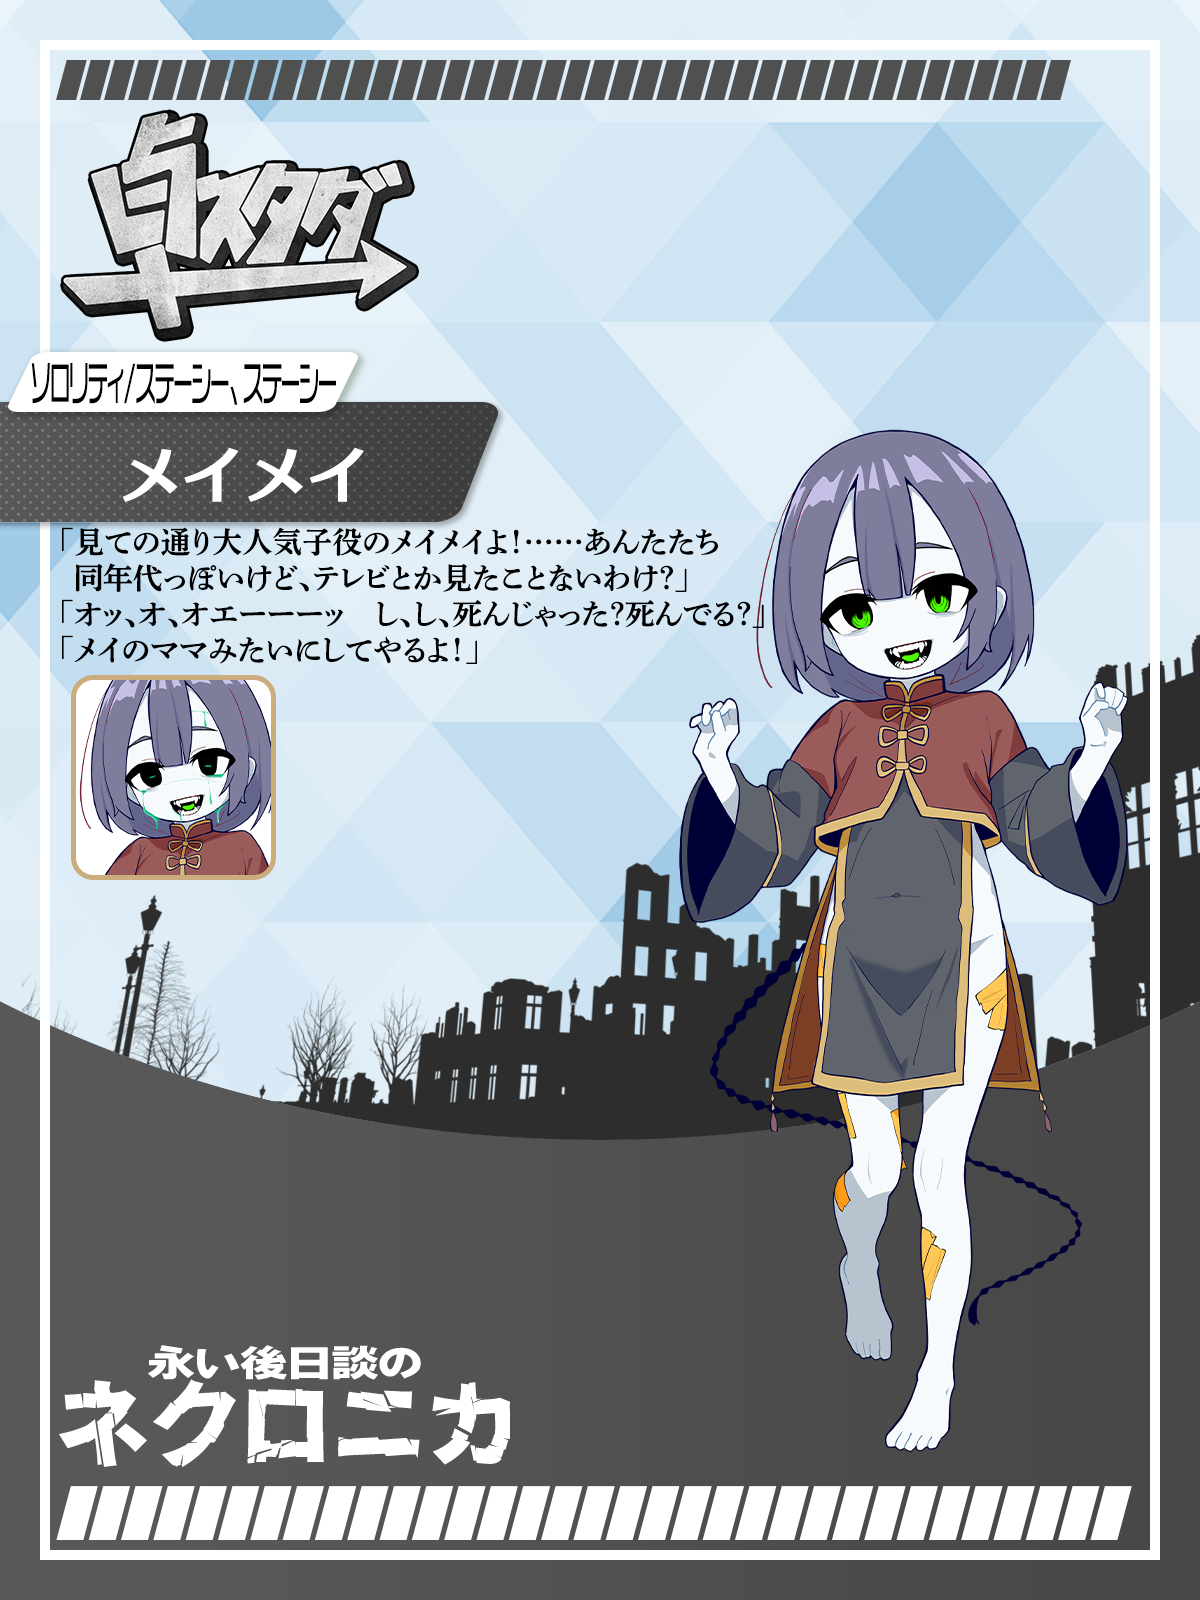 卓スタダ
ソロリティ/ステーシー、ステーシー
メイメイ
「見ての通り大人気子役のメイメイよ！……あんたたち
同年代っぽいけど、テレビとか見たことないわけ？」
「オッ、オ、オエーーーッ　し、し、死んじゃった？死んでる？」
「メイのママみたいにしてやるよ！」
永い後日談の
ネクロニカ